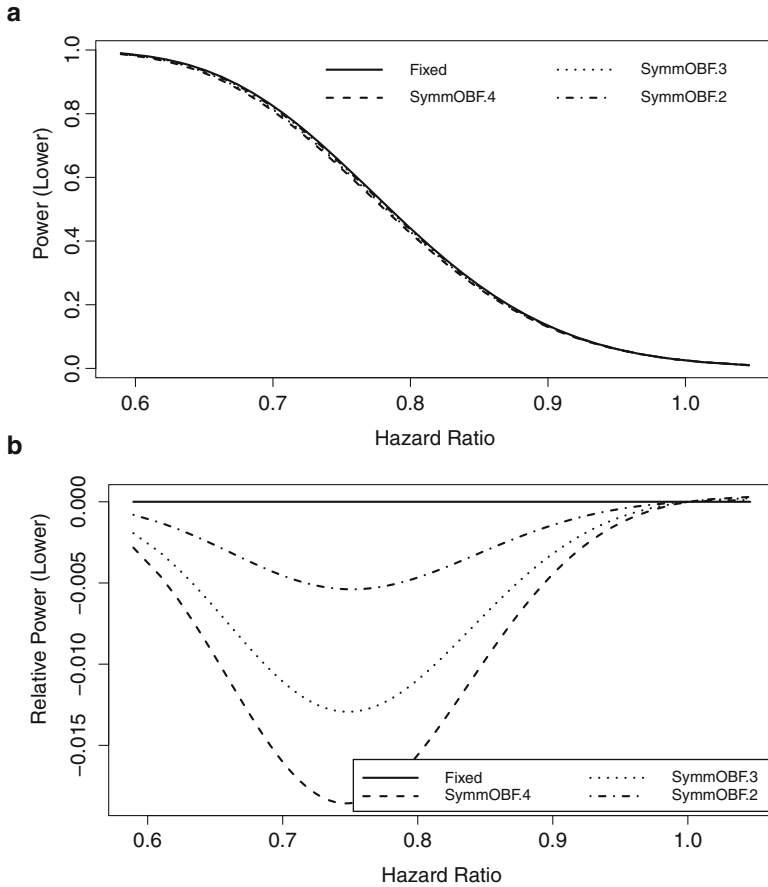 a
Power (Lower)
1.0
0.8
0.6
0.4
0.2
0.0
Fixed
SymmOBF.4
SymmOBF.3
SymmOBF.2
0.6 0.7 0.8 0.9 1.0
Hazard Ratio
b
Relative Power (Lower)
0.000
−0.005
−0.010
−0.015
Fixed
SymmOBF.4
SymmOBF.3
SymmOBF.2
0.6 0.7 0.8 0.9 1.0
Hazard Ratio